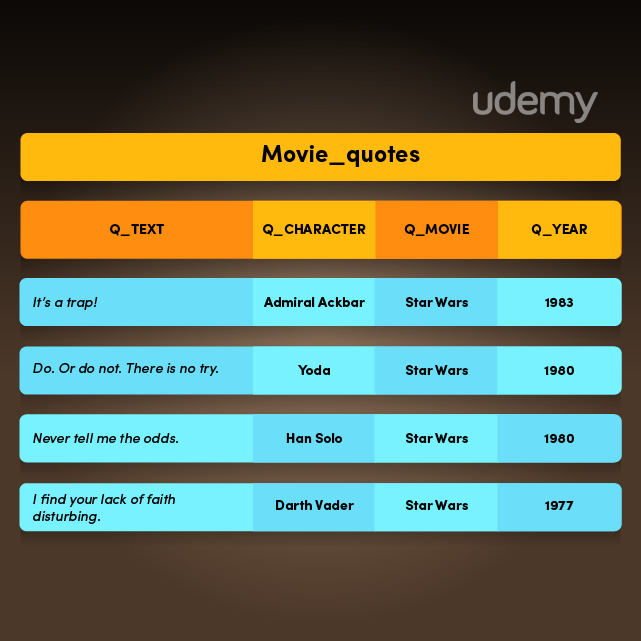 udemy
Movie_quotes
Q_TEXT Q_CHARACTER Q_MOVIE Q_YEAR
It's a trap! Admiral Ackbar Star Wars 1983
Do. Or do not. There is no try. Yoda Star Wars 1980
Never tell me the odds. Han Solo Star Wars 1980
I find your lack of faith
disturbing. Darth Vader Star Wars 1977